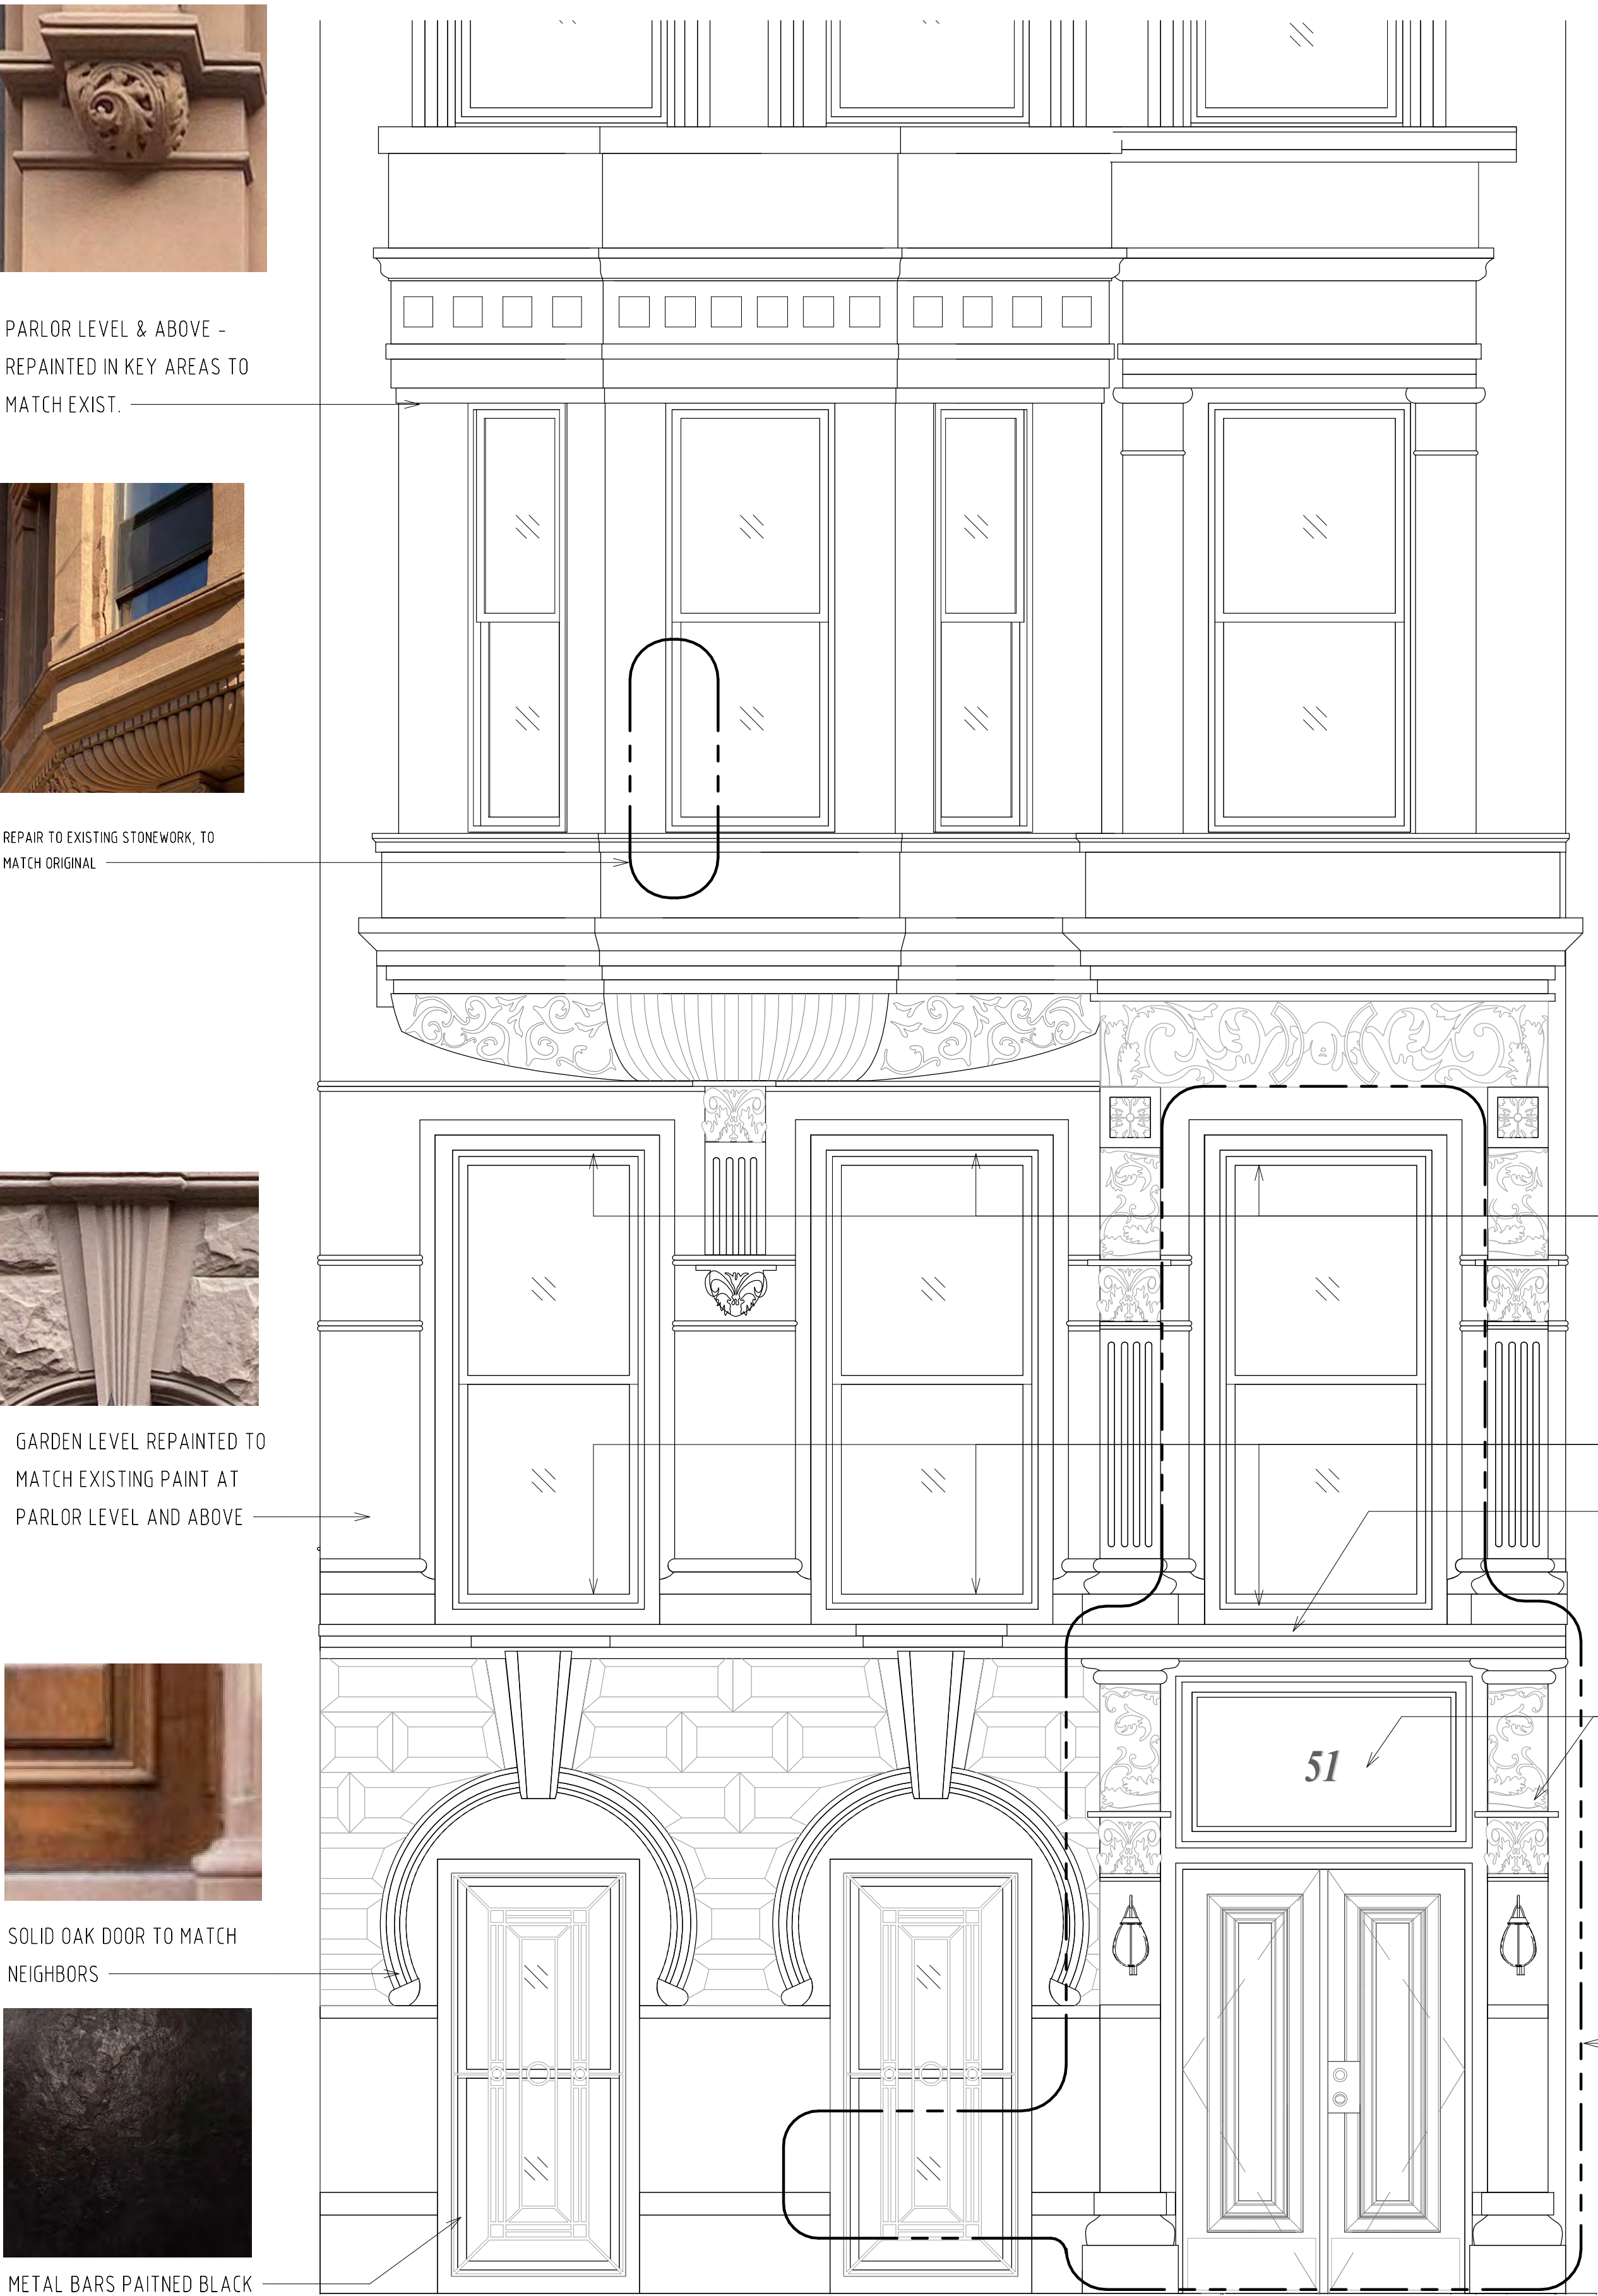 PARLOR LEVEL & ABOVE -
REPAINTED IN KEY AREAS TO
MATCH EXIST.
REPAIR TO EXISTING STONEWORK, TO
MATCH ORIGINAL
GARDEN LEVEL REPAINTED TO
MATCH EXISTING PAINT AT
PARLOR LEVEL AND ABOVE
51
SOLID OAK DOOR TO MATCH
NEIGHBORS
METAL BARS PAITNED BLACK